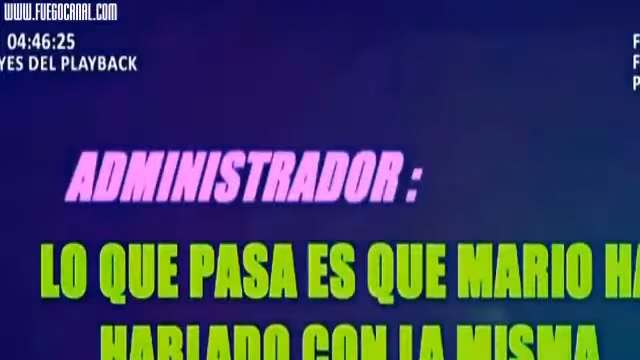 WWW.FUEGOCANAL.COM
04:46:25
YES DEL PLAYBACK
F
F
P
ADMINISTRADOR:
LO QUE PASA ES QUE MARIO HA
HABLADO CON LA MISMA